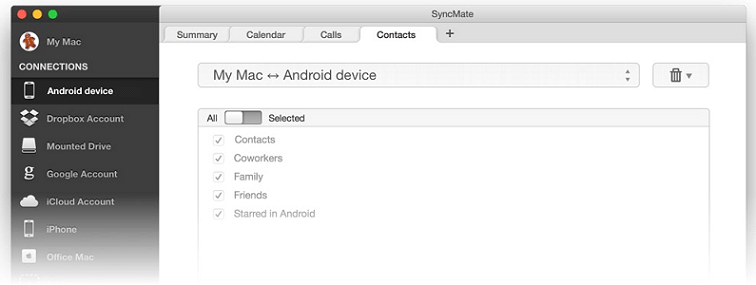 SyncMate
My Mac
CONNECTIONS
Android device
Dropbox Account
Mounted Drive
Google Account
iCloud Account
iPhone
Office Mac
Summary
Calendar
Calls
Contacts
+
My Mac ↔ Android device
All
Selected
Contacts
Coworkers
Family
Friends
Starred in Android